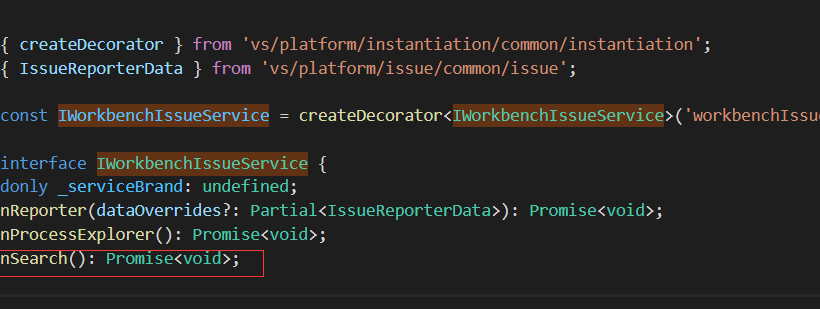 { createDecorator } from 'vs/platform/instantiation/common/instantiation';
{ IssueReporterData } from 'vs/platform/issue/common/issue';
const IWorkbenchIssueService = createDecorator<IWorkbenchIssueService>('workbenchIssu
interface IWorkbenchIssueService {
donly _serviceBrand: undefined;
nReporter(dataOverrides?: Partial<IssueReporterData>): Promise<void>;
nProcessExplorer(): Promise<void>;
nSearch(): Promise<void>;